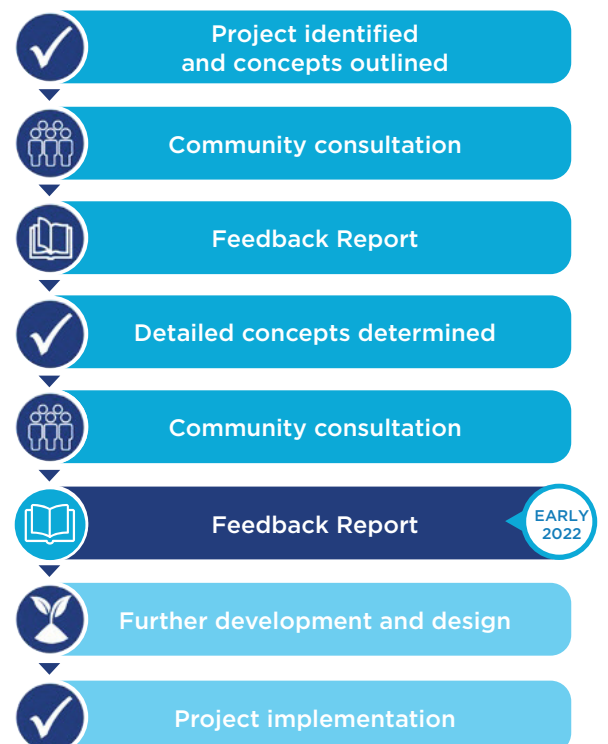 Project identified
and concepts outlined
Community consultation
Feedback Report
Detailed concepts determined
Community consultation
Feedback Report
EARLY
2022
Further development and design
Project implementation